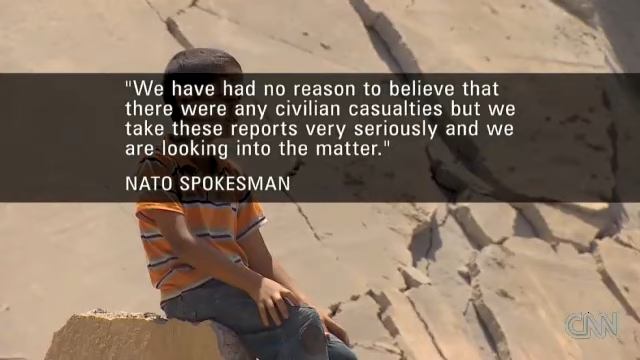 "We have had no reason to believe that
there were any civilian casualties but we
take these reports very seriously and we
are looking into the matter."
NATO SPOKESMAN
CNN